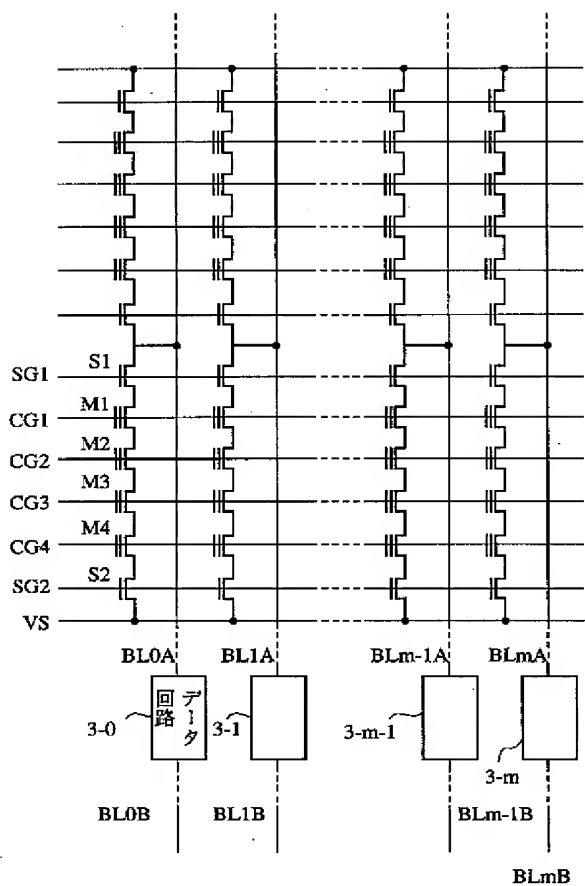 SG1 S1
CG1 M1
CG2 M2
CG3 M3
CG4 M4
SG2 S2
VS
BL0A BL1A BLm-1A BLmA
3-0 データ回路 3-1 3-m-1 3-m
BL0B BL1B BLm-1B
BLmB